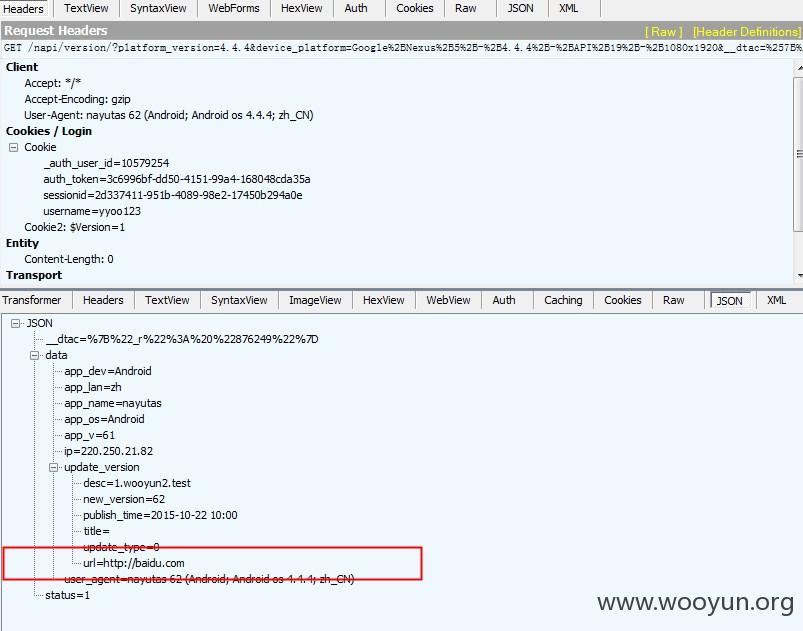 Headers TextView SyntaxView WebForms HexView Auth Cookies Raw JSON XML
Request Headers [ Raw ] [Header Definitions]
GET /napi/version/?platform_version=4.4.4&device_platform=Google%2BNexus%2B5%2B-%2B4.4.4%2B-%2BAPI%2B19%2B-%2B1080x1920&__dtac=%257B%
Client
Accept: */*
Accept-Encoding: gzip
User-Agent: nayutas 62 (Android; Android os 4.4.4; zh_CN)
Cookies / Login
Cookie
_auth_user_id=10579254
auth_token=3c6996bf-dd50-4151-99a4-168048cda35a
sessionid=2d337411-951b-4089-98e2-17450b294a0e
username=yyoo123
Cookie2: $Version=1
Entity
Content-Length: 0
Transport
Transformer Headers TextView SyntaxView ImageView HexView WebView Auth Caching Cookies Raw JSON XML
JSON
__dtac=%7B%22_r%22%3A%20%22876249%22%7D
data
app_dev=Android
app_lan=zh
app_name=nayutas
app_os=Android
app_v=61
ip=220.250.21.82
update_version
desc=1.wooyun2.test
new_version=62
publish_time=2015-10-22 10:00
title=
update_type=0
url=http://baidu.com
user_agent=nayutas 62 (Android; Android os 4.4.4; zh_CN)
status=1
www.wooyun.org